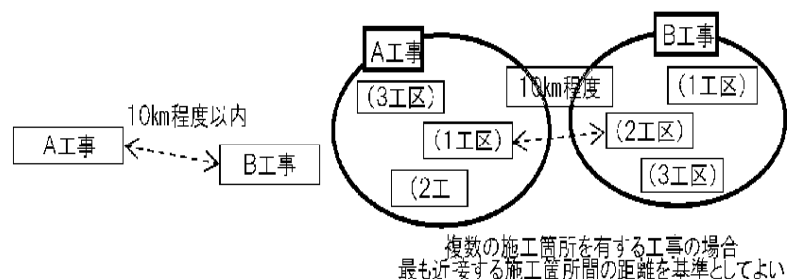 10km程度以内
A工事
B工事
A工事
(3工区)
(1工区)
(2工
10km程度
B工事
(1工区)
(2工区)
(3工区)
複数の施工箇所を有する工事の場合
最も近接する施工箇所間の距離を基準としてよい